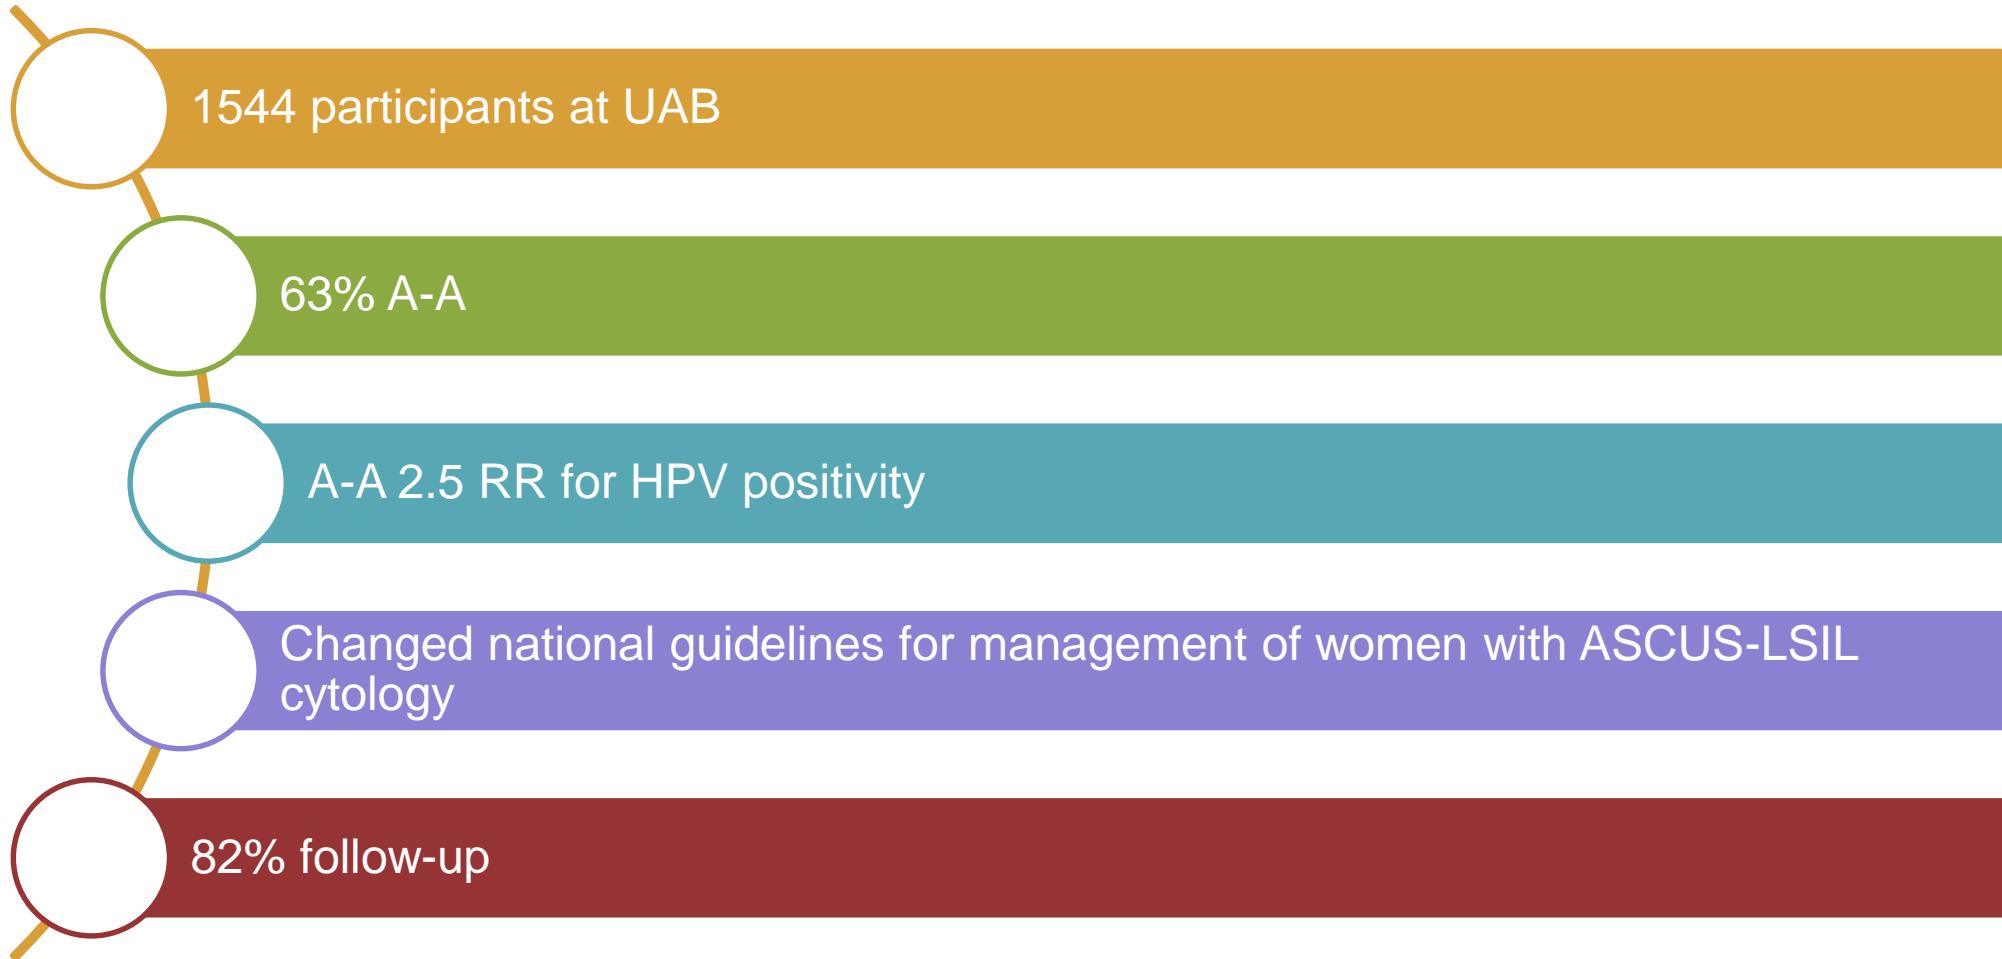 1544 participants at UAB
63% A-A
A-A 2.5 RR for HPV positivity
Changed national guidelines for management of women with ASCUS-LSIL
cytology
82% follow-up